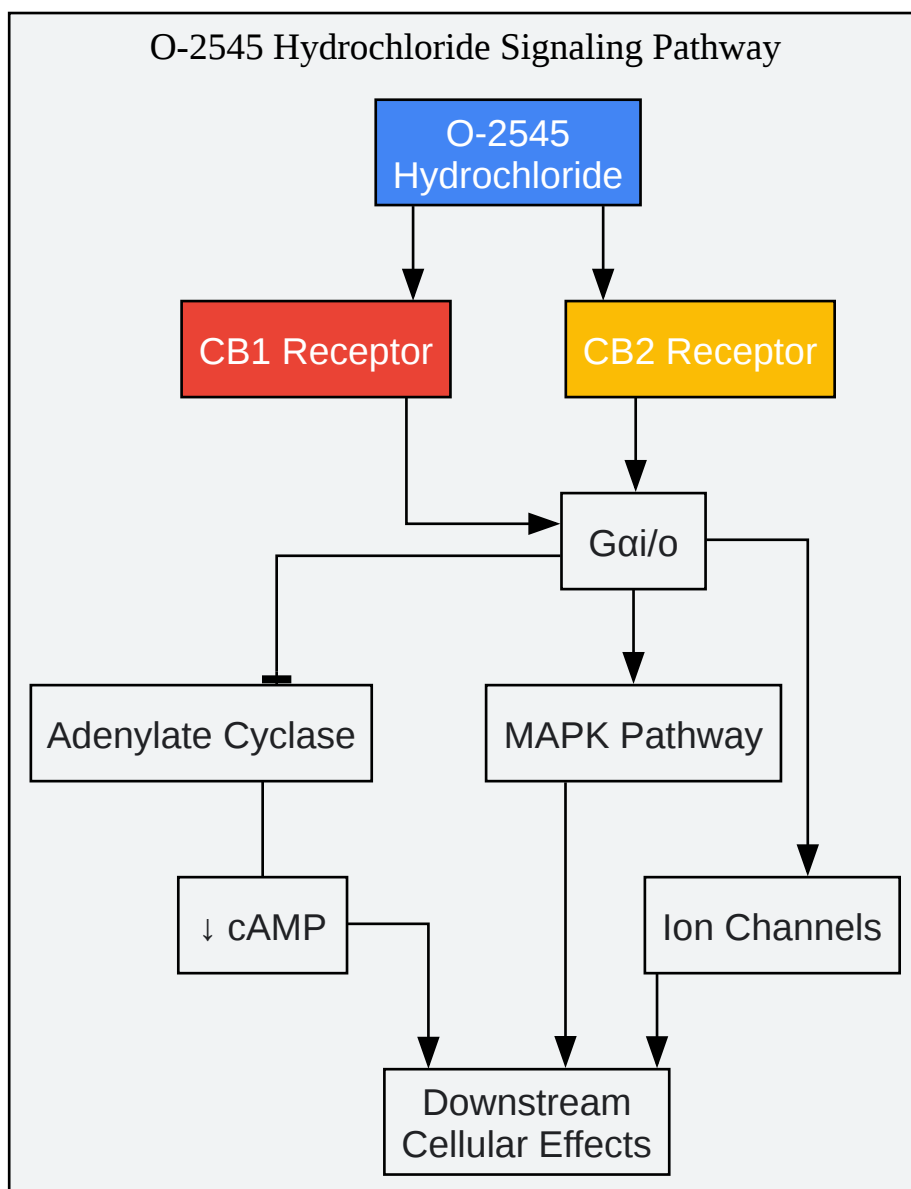 O-2545 Hydrochloride Signaling Pathway
O-2545
Hydrochloride
CB1 Receptor
CB2 Receptor
Gαi/o
Adenylate Cyclase
MAPK Pathway
↓ cAMP
Ion Channels
Downstream
Cellular Effects